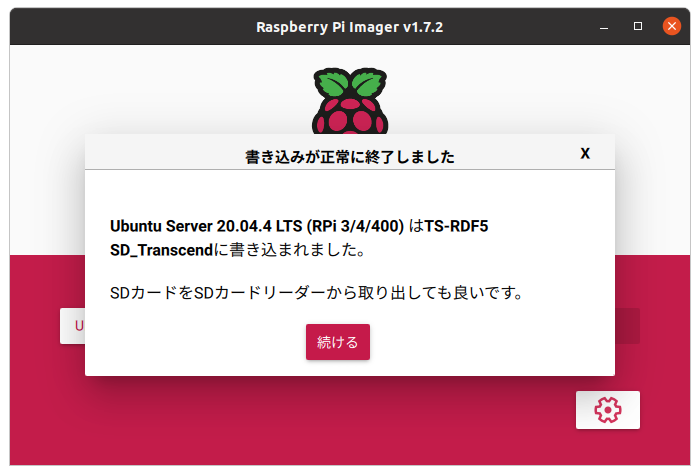 Raspberry Pi Imager v1.7.2
書き込みが正常に終了しました
X
Ubuntu Server 20.04.4 LTS (RPi 3/4/400) はTS-RDF5
SD_Transcendに書き込まれました。
SDカードをSDカードリーダーから取り出しても良いです。
U
続ける